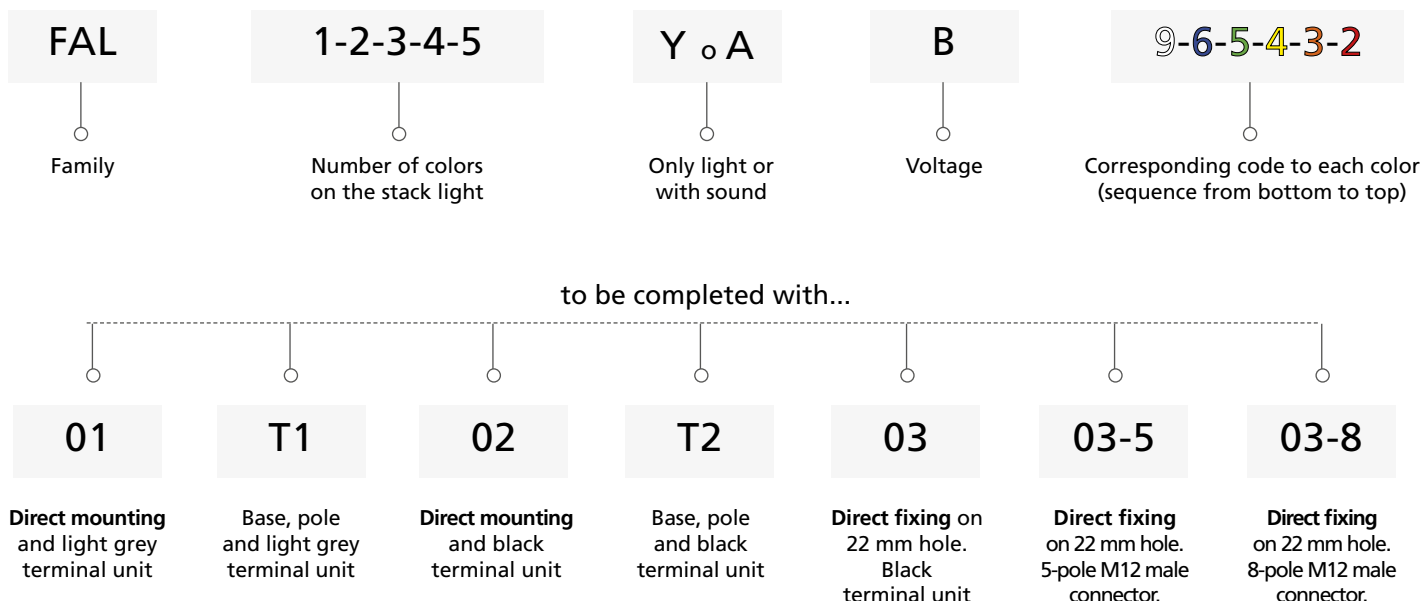 FAL 1-2-3-4-5 Y o A B 9-6-5-4-3-2
Family
Number of colors
on the stack light
Only light or
with sound
Voltage
Corresponding code to each color
(sequence from bottom to top)
to be completed with...
01 T1 02 T2 03 03-5 03-8
Direct mounting
and light grey
terminal unit
Base, pole
and light grey
terminal unit
Direct mounting
and black
terminal unit
Base, pole
and black
terminal unit
Direct fixing on
22 mm hole.
Black
terminal unit
Direct fixing
on 22 mm hole.
5-pole M12 male
connector.
Direct fixing
on 22 mm hole.
8-pole M12 male
connector.